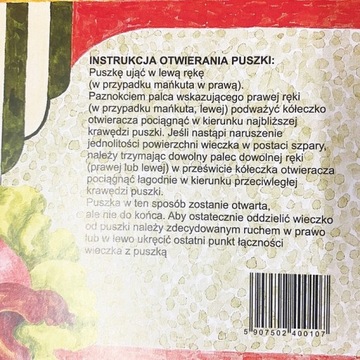 INSTRUKCJA OTWIERANIA PUSZKI:
Puszkę ująć w lewą rękę
(w przypadku mańkuta w prawą).
Paznokciem palca wskazującego prawej ręki
(w przypadku mańkuta, lewej) podważyć kółeczko
otwieracza pociągnąć w kierunku najbliższej
krawędzi puszki. Jeśli nastąpi naruszenie
jednolitości powierzchni wieczka w postaci szpary,
należy trzymając dowolny palec dowolnej ręki
(prawej lub lewej) w prześwicie kółeczka otwieracza
pociągnąć łagodnie w kierunku przeciwległej
krawędzi puszki.
Puszka w ten sposób zostanie otwarta,
ale nie do końca. Aby ostatecznie oddzielić wieczko
od puszki należy zdecydowanym ruchem w prawo
lub w lewo ukręcić ostatni punkt łączności
wieczka z puszką
5 907502 400107